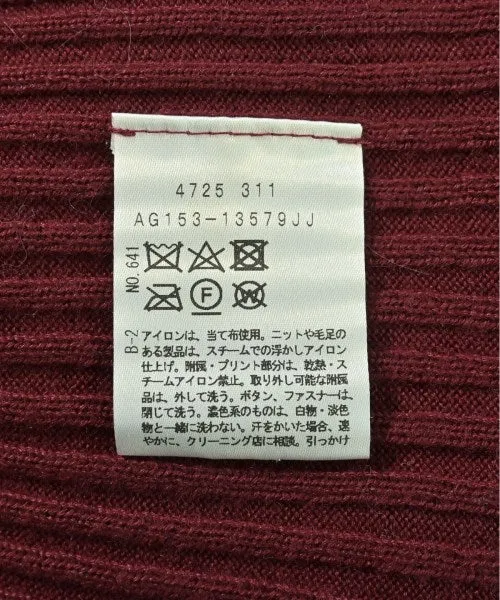 4725 311
AG153-13579JJ
NO.641
F
W
B-2
アイロンは、当て布使用。ニットや毛足の
ある製品は、スチームでの浮かしアイロン
仕上げ。附属・プリント部分は、乾熱・ス
チームアイロン禁止。取り外し可能な附属
品は、外して洗う。ボタン、ファスナーは、
閉じて洗う。濃色系のものは、白物・淡色
物と一緒に洗わない。汗をかいた場合、速
やかに、クリーニング店に相談。引っかけ